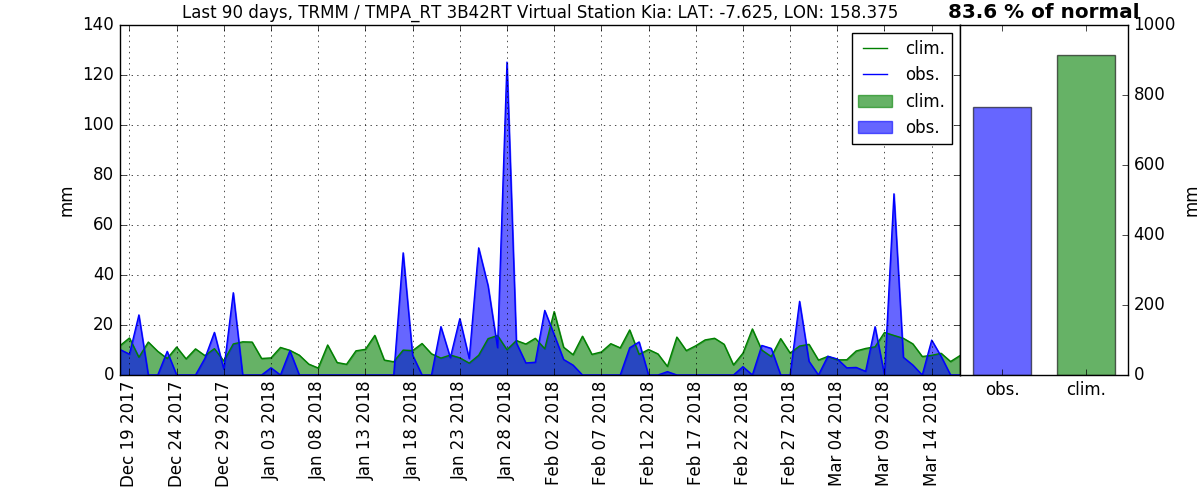 Last 90 days, TRMM / TMPA_RT 3B42RT Virtual Station Kia: LAT: -7.625, LON: 158.375
83.6 % of normal
140
120
100
80
60
40
20
0
mm
clim.
obs.
clim.
obs.
Dec 19 2017
Dec 24 2017
Dec 29 2017
Jan 03 2018
Jan 08 2018
Jan 13 2018
Jan 18 2018
Jan 23 2018
Jan 28 2018
Feb 02 2018
Feb 07 2018
Feb 12 2018
Feb 17 2018
Feb 22 2018
Feb 27 2018
Mar 04 2018
Mar 09 2018
Mar 14 2018
obs.
clim.
1000
800
600
400
200
0
mm